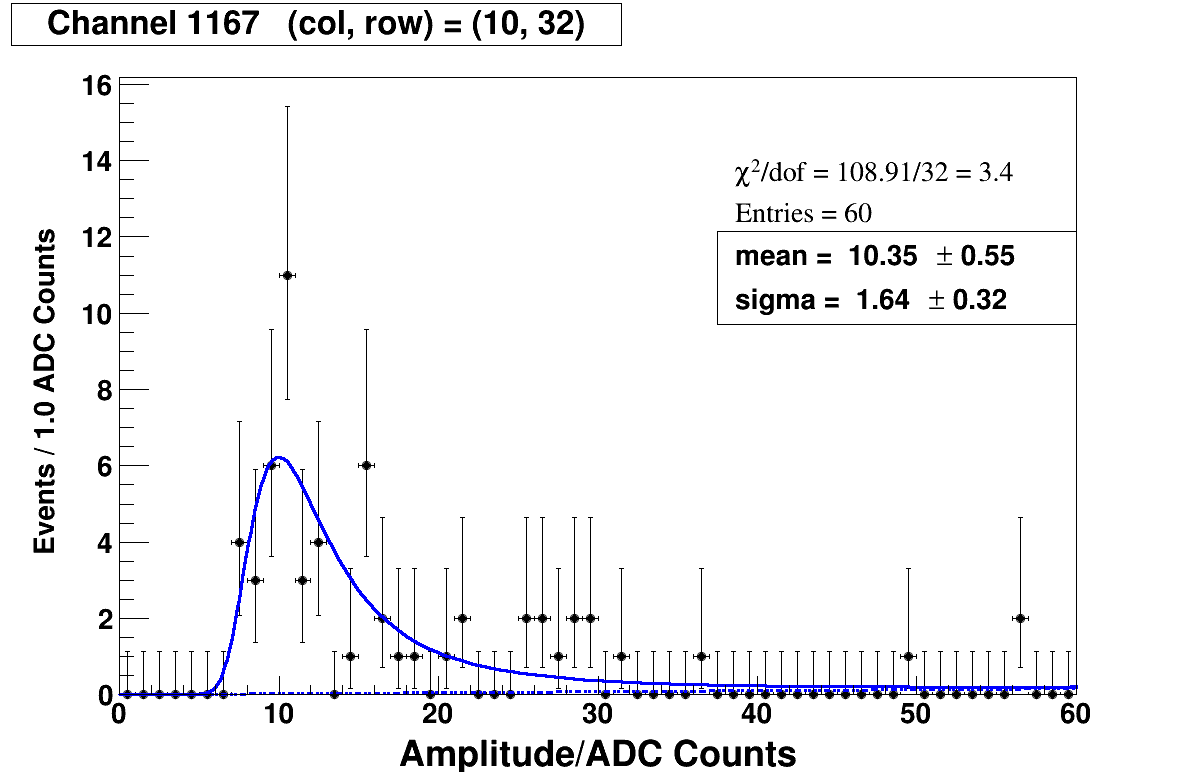 Channel 1167 (col, row) = (10, 32)
16
14
12
10
8
6
4
2
0
Events / 1.0 ADC Counts
χ²/dof = 108.91/32 = 3.4
Entries = 60
mean = 10.35 ± 0.55
sigma = 1.64 ± 0.32
0 10 20 30 40 50 60
Amplitude/ADC Counts